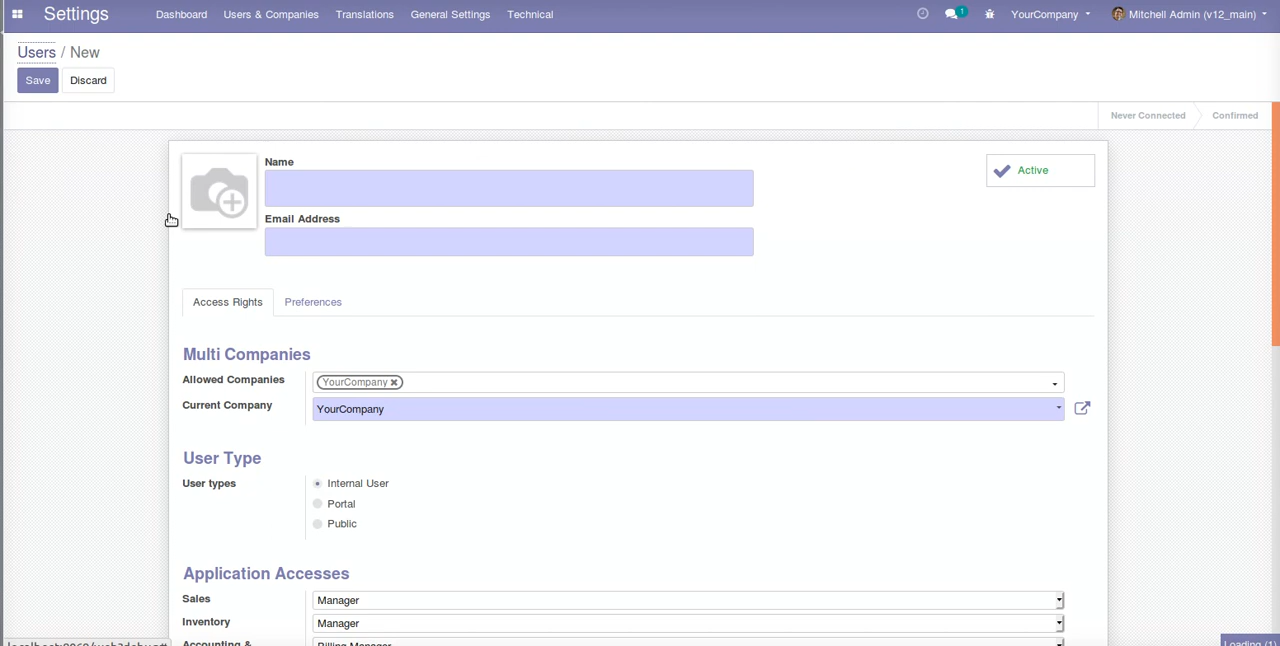 Settings Dashboard Users & Companies Translations General Settings Technical 1 YourCompany Mitchell Admin (v12_main)
Users / New
Save Discard
Never Connected Confirmed
Name
Active
Email Address
Access Rights Preferences
Multi Companies
Allowed Companies YourCompany
Current Company YourCompany
User Type
User types Internal User
Portal
Public
Application Accesses
Sales Manager
Inventory Manager
Accounting & Billing Manager
Loading (1)